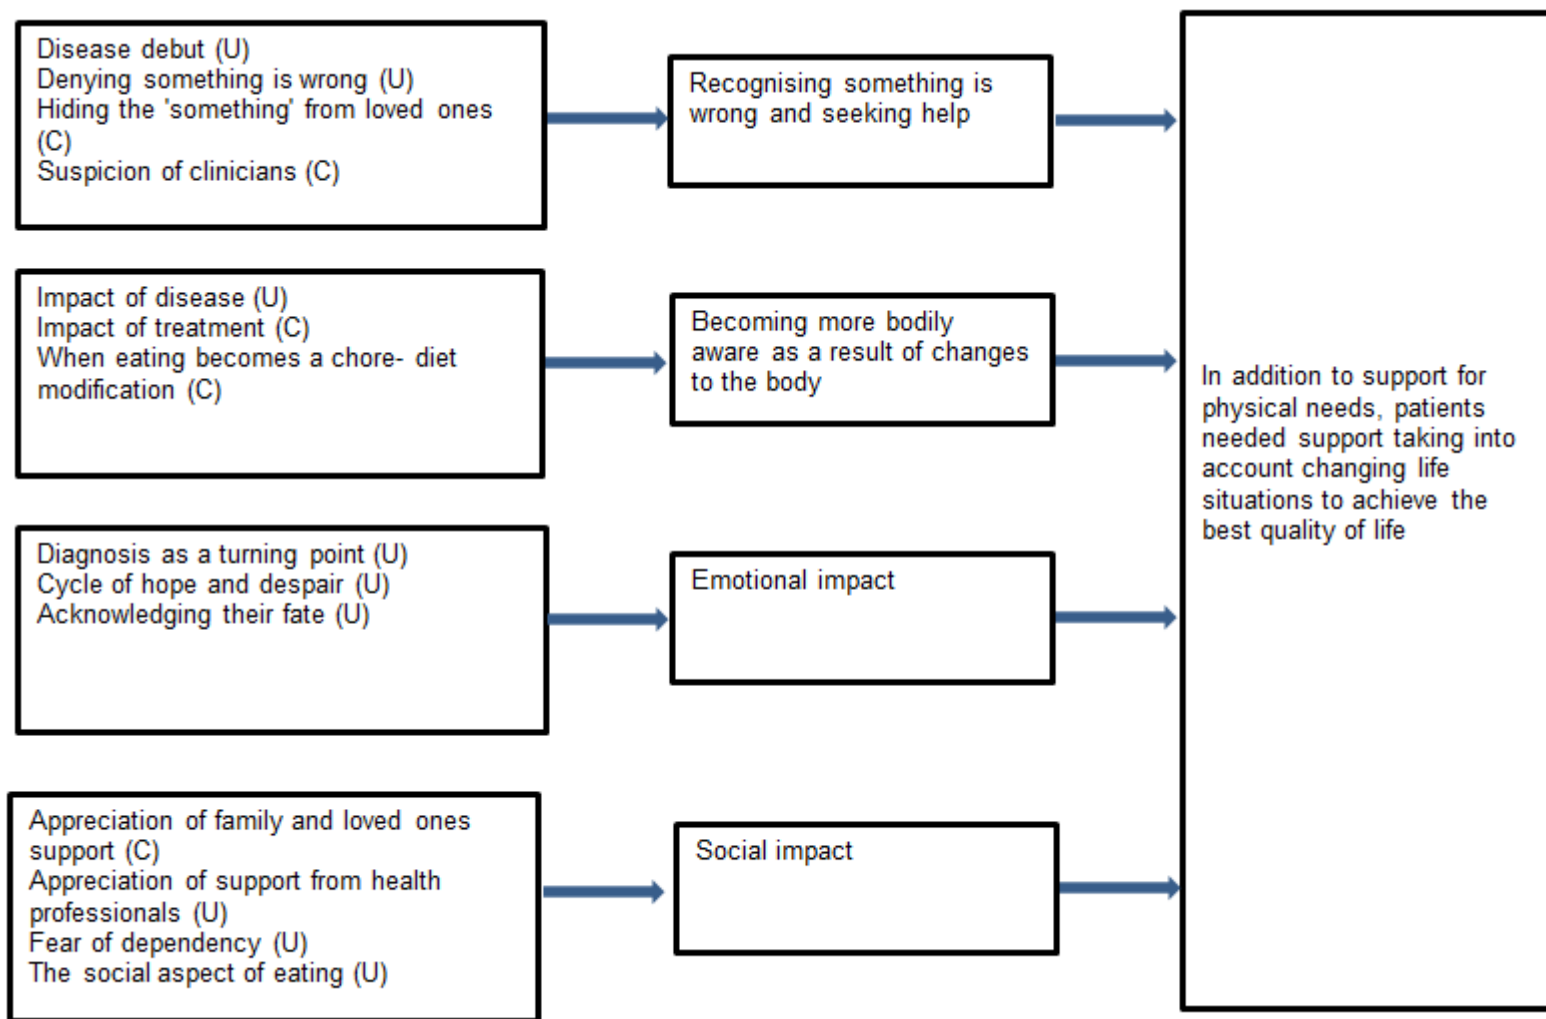 Disease debut (U)
Denying something is wrong (U)
Hiding the 'something' from loved ones
(C)
Suspicion of clinicians (C)
Recognising something is
wrong and seeking help
Impact of disease (U)
Impact of treatment (C)
When eating becomes a chore- diet
modification (C)
Becoming more bodily
aware as a result of changes
to the body
Diagnosis as a turning point (U)
Cycle of hope and despair (U)
Acknowledging their fate (U)
Emotional impact
Appreciation of family and loved ones
support (C)
Appreciation of support from health
professionals (U)
Fear of dependency (U)
The social aspect of eating (U)
Social impact
In addition to support for
physical needs, patients
needed support taking into
account changing life
situations to achieve the
best quality of life